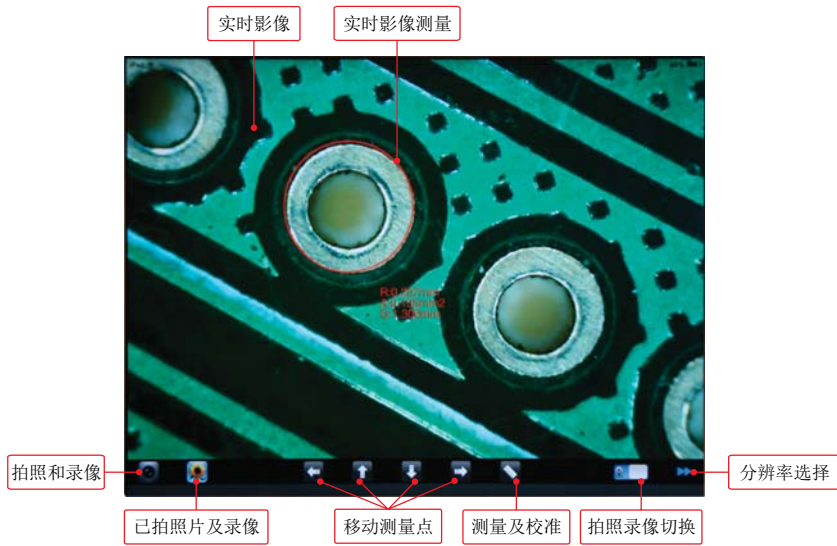 实时影像
实时影像测量
拍照和录像
分辨率选择
已拍照片及录像
移动测量点
测量及校准
拍照录像切换